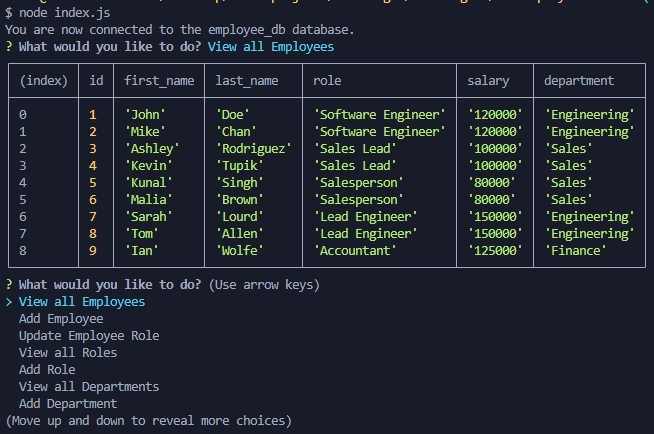 $ node index.js
You are now connected to the employee_db database.
? What would you like to do? View all Employees
(index) id first_name last_name role salary department
0 1 'John' 'Doe' 'Software Engineer' '120000' 'Engineering'
1 2 'Mike' 'Chan' 'Software Engineer' '120000' 'Engineering'
2 3 'Ashley' 'Rodriguez' 'Sales Lead' '100000' 'Sales'
3 4 'Kevin' 'Tupik' 'Sales Lead' '100000' 'Sales'
4 5 'Kunal' 'Singh' 'Salesperson' '80000' 'Sales'
5 6 'Malia' 'Brown' 'Salesperson' '80000' 'Sales'
6 7 'Sarah' 'Lourd' 'Lead Engineer' '150000' 'Engineering'
7 8 'Tom' 'Allen' 'Lead Engineer' '150000' 'Engineering'
8 9 'Ian' 'Wolfe' 'Accountant' '125000' 'Finance'
? What would you like to do? (Use arrow keys)
> View all Employees
Add Employee
Update Employee Role
View all Roles
Add Role
View all Departments
Add Department
(Move up and down to reveal more choices)